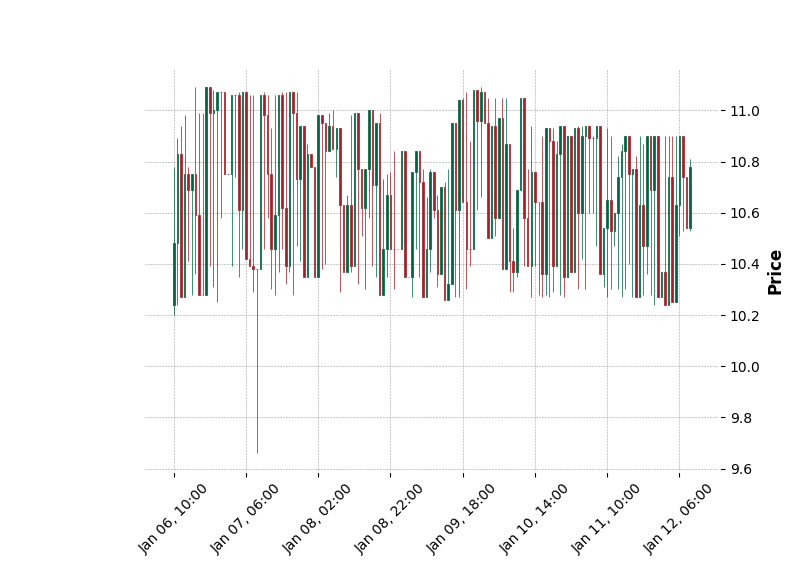 11.0
10.8
10.6
10.4
10.2
10.0
9.8
9.6
Price
Jan 06, 10:00
Jan 07, 06:00
Jan 08, 02:00
Jan 08, 22:00
Jan 09, 18:00
Jan 10, 14:00
Jan 11, 10:00
Jan 12, 06:00